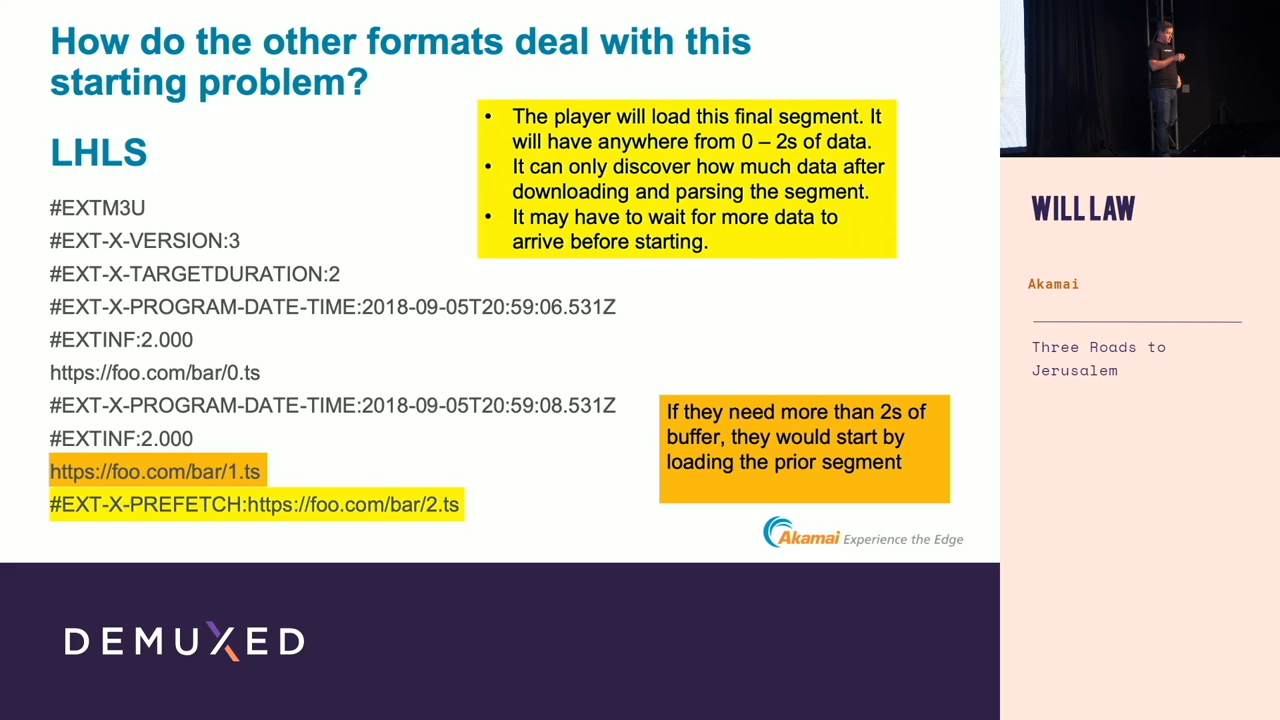 How do the other formats deal with this
starting problem?
LHLS
#EXTM3U
#EXT-X-VERSION:3
#EXT-X-TARGETDURATION:2
#EXT-X-PROGRAM-DATE-TIME:2018-09-05T20:59:06.531Z
#EXTINF:2.000
https://foo.com/bar/0.ts
#EXT-X-PROGRAM-DATE-TIME:2018-09-05T20:59:08.531Z
#EXTINF:2.000
https://foo.com/bar/1.ts
#EXT-X-PREFETCH:https://foo.com/bar/2.ts
• The player will load this final segment. It
will have anywhere from 0 – 2s of data.
• It can only discover how much data after
downloading and parsing the segment.
• It may have to wait for more data to
arrive before starting.
If they need more than 2s of
buffer, they would start by
loading the prior segment
Akamai Experience the Edge
DEMUXED
WILL LAW
Akamai
Three Roads to
Jerusalem